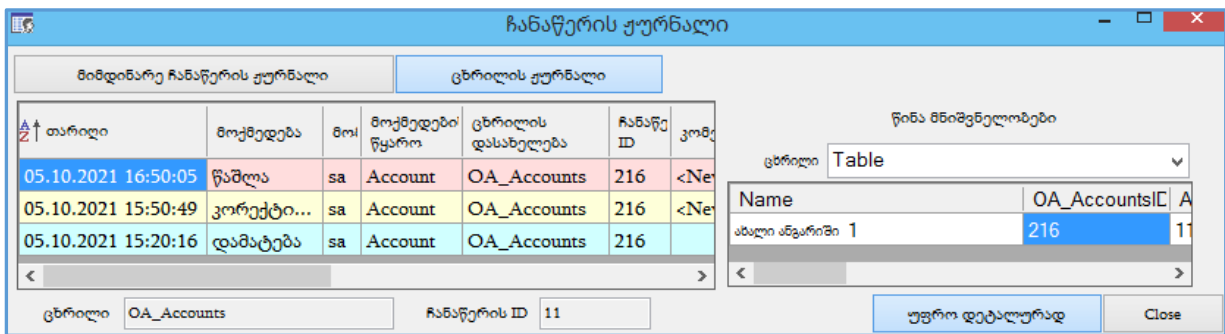 ჩანაწერის ჟურნალი
მიმდინარე ჩანაწერის ჟურნალი ცხრილის ჟურნალი
თარიღი მოქმედება მოქმედების წყარო ცხრილის დასახელება ID
05.10.2021 16:50:05 წაშლა sa Account OA_Accounts 216
05.10.2021 15:50:49 კორექტი... sa Account OA_Accounts 216
05.10.2021 15:20:16 დამატება sa Account OA_Accounts 216
წინა მნიშვნელობები
ცხრილი Table
Name
ახალი ანგარიში 1 216
ცხრილი OA_Accounts ჩანაწერის ID 11
უფრო დეტალურად Close